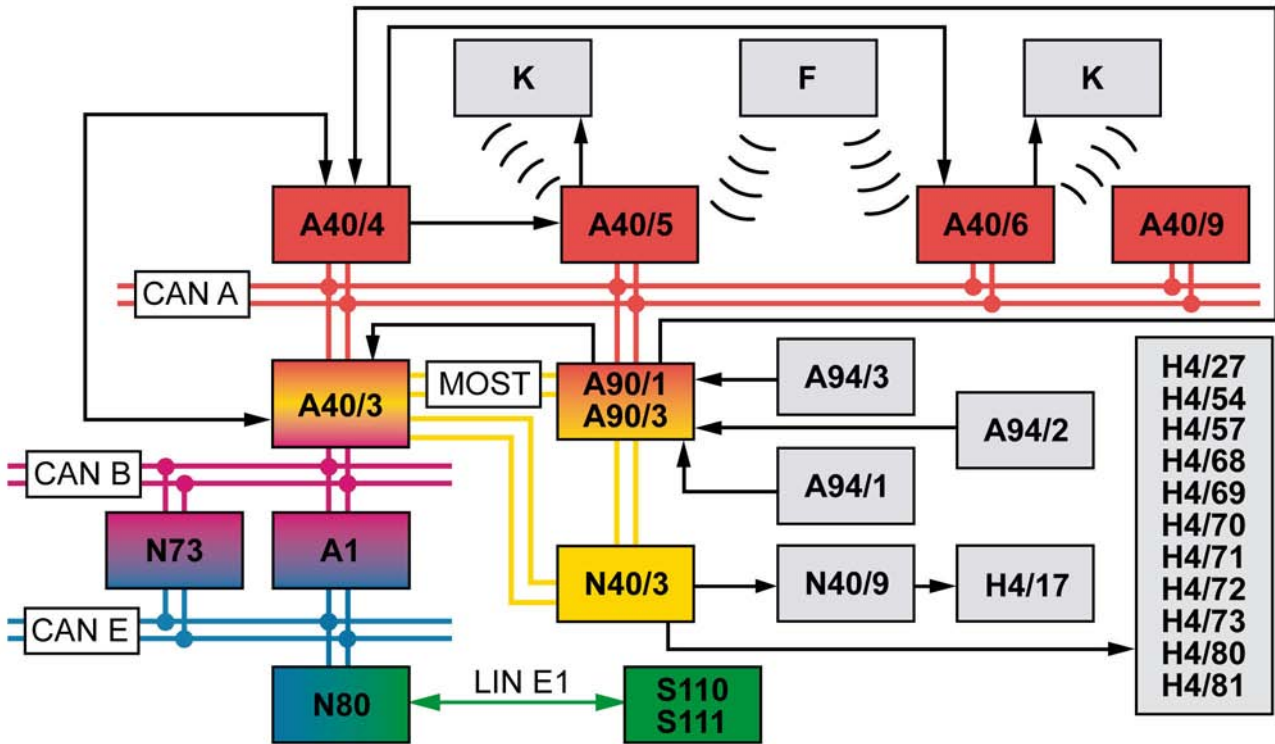 K
F
K
A40/4
A40/5
A40/6
A40/9
CAN A
A40/3
MOST
A90/1
A90/3
A94/3
A94/2
A94/1
H4/27
H4/54
H4/57
H4/68
H4/69
H4/70
H4/71
H4/72
H4/73
H4/80
H4/81
CAN B
N73
A1
N40/3
N40/9
H4/17
CAN E
N80
LIN E1
S110
S111